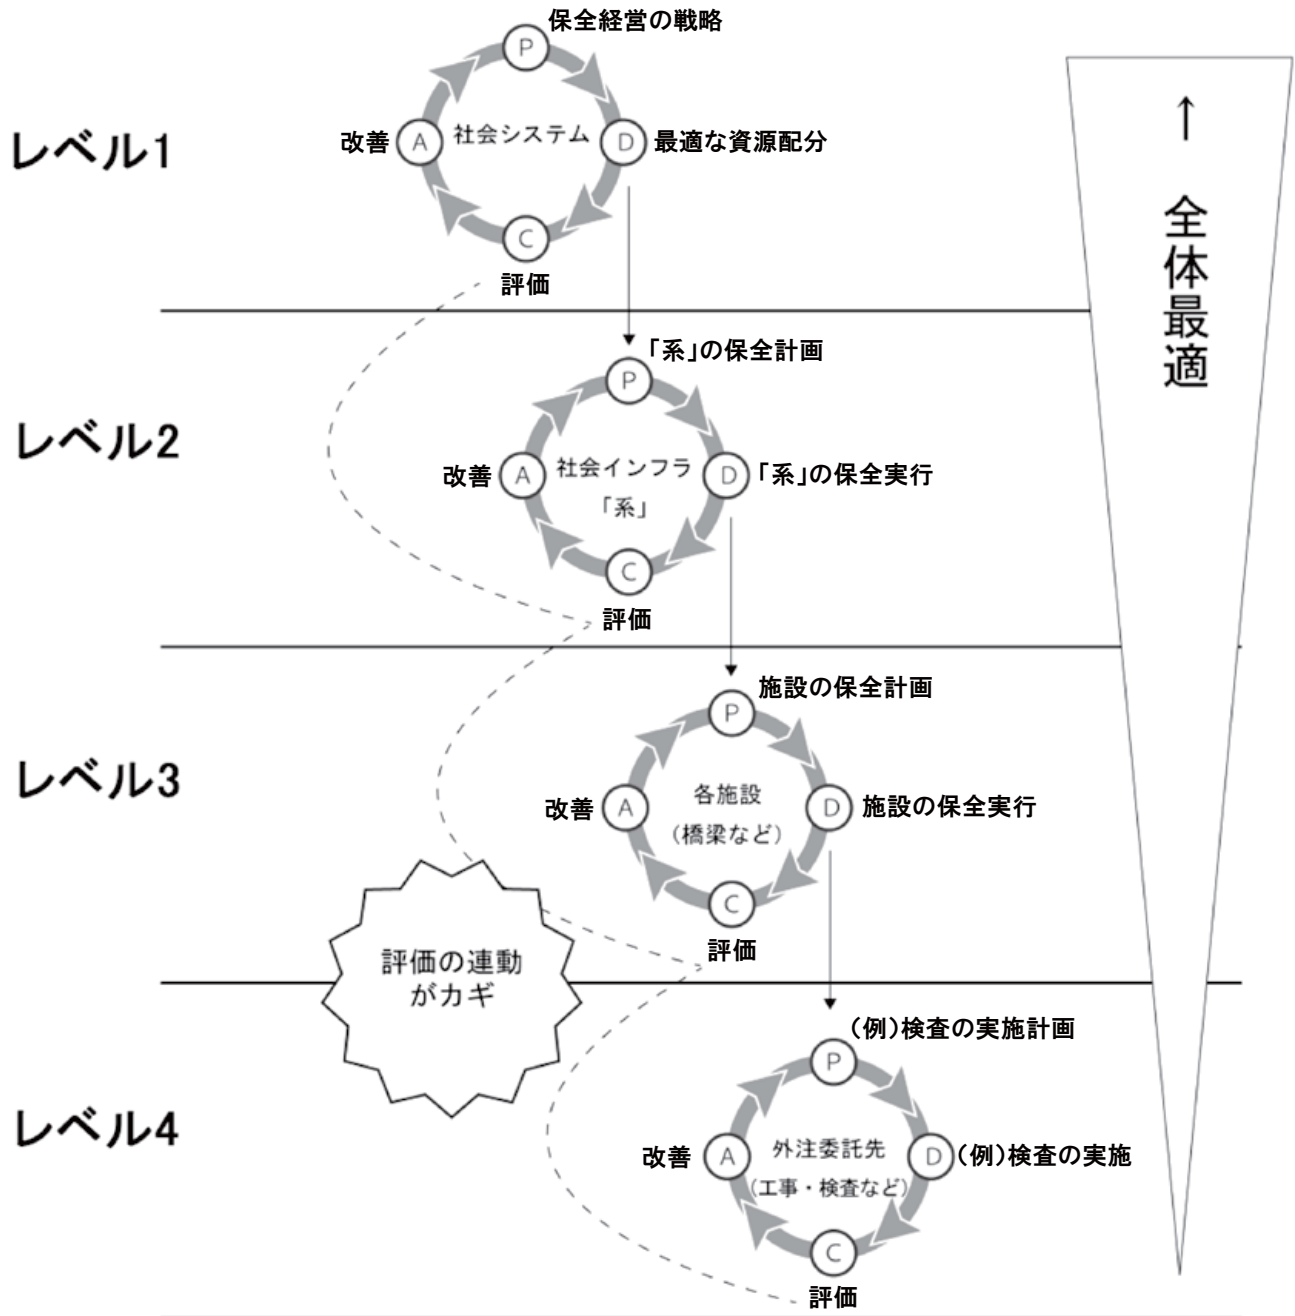 保全経営の戦略
P
レベル1
改善
A
社会システム
D
最適な資源配分
C
評価
↑ 全体最適
「系」の保全計画
P
レベル2
改善
A
社会インフラ
「系」
D
「系」の保全実行
C
評価
施設の保全計画
P
レベル3
改善
A
各施設
(橋梁など)
D
施設の保全実行
C
評価
評価の連動
がカギ
(例)検査の実施計画
P
レベル4
改善
A
外注委託先
(工事・検査など)
D
(例)検査の実施
C
評価